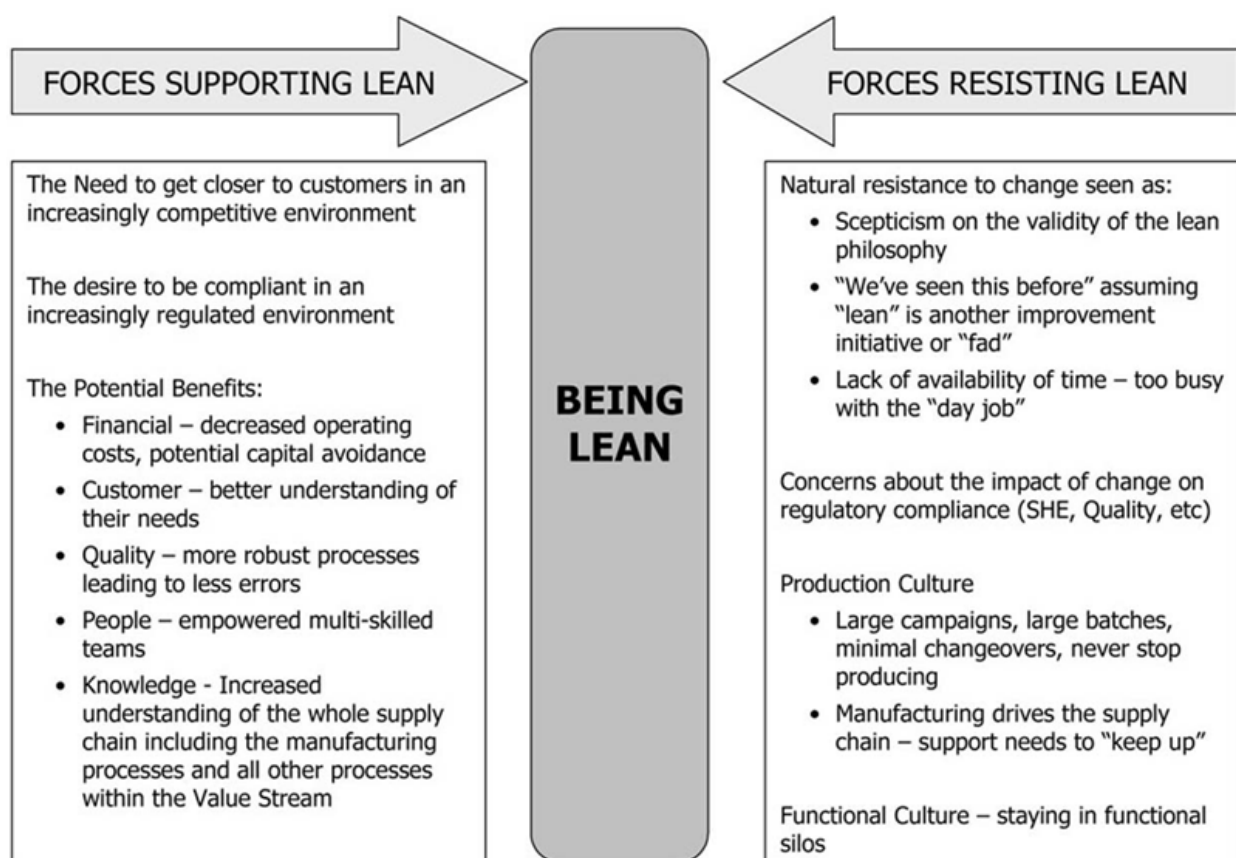 FORCES SUPPORTING LEAN
The Need to get closer to customers in an
increasingly competitive environment
The desire to be compliant in an
increasingly regulated environment
The Potential Benefits:
• Financial – decreased operating
costs, potential capital avoidance
• Customer – better understanding of
their needs
• Quality – more robust processes
leading to less errors
• People – empowered multi-skilled
teams
• Knowledge - Increased
understanding of the whole supply
chain including the manufacturing
processes and all other processes
within the Value Stream
BEING
LEAN
FORCES RESISTING LEAN
Natural resistance to change seen as:
• Scepticism on the validity of the lean
philosophy
• “We’ve seen this before” assuming
“lean” is another improvement
initiative or “fad”
• Lack of availability of time – too busy
with the “day job”
Concerns about the impact of change on
regulatory compliance (SHE, Quality, etc)
Production Culture
• Large campaigns, large batches,
minimal changeovers, never stop
producing
• Manufacturing drives the supply
chain – support needs to “keep up”
Functional Culture – staying in functional
silos